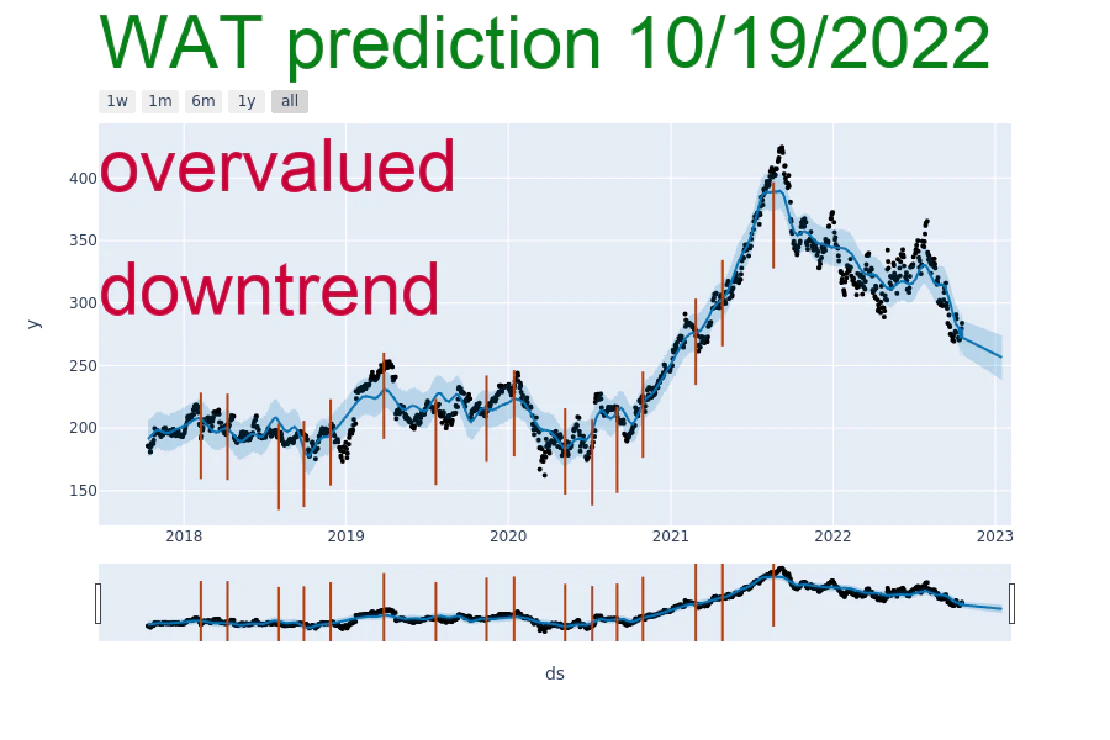 WAT prediction 10/19/2022
1w 1m 6m 1y all
overvalued
downtrend
400
350
300
250
200
150
y
2018 2019 2020 2021 2022 2023
ds